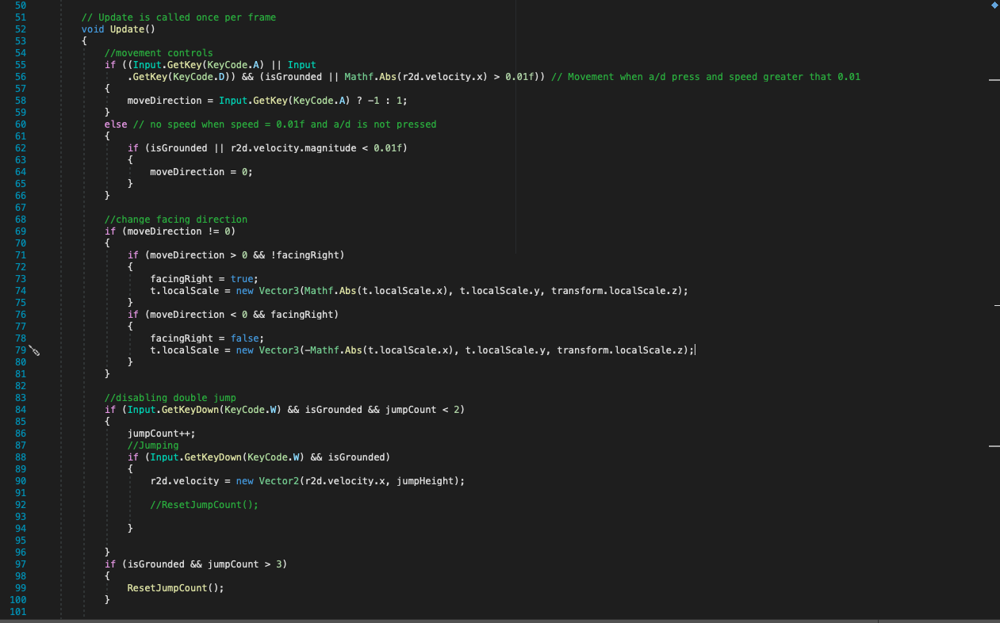 50
51 // Update is called once per frame
52 void Update()
53 {
54 //movement controls
55 if ((Input.GetKey(KeyCode.A) || Input
56 .GetKey(KeyCode.D)) && (isGrounded || Mathf.Abs(r2d.velocity.x) > 0.01f)) // Movement when a/d press and speed greater that 0.01
57 {
58 moveDirection = Input.GetKey(KeyCode.A) ? -1 : 1;
59 }
60 else // no speed when speed = 0.01f and a/d is not pressed
61 {
62 if (isGrounded || r2d.velocity.magnitude < 0.01f)
63 {
64 moveDirection = 0;
65 }
66 }
67
68 //change facing direction
69 if (moveDirection != 0)
70 {
71 if (moveDirection > 0 && !facingRight)
72 {
73 facingRight = true;
74 t.localScale = new Vector3(Mathf.Abs(t.localScale.x), t.localScale.y, transform.localScale.z);
75 }
76 if (moveDirection < 0 && facingRight)
77 {
78 facingRight = false;
79 t.localScale = new Vector3(-Mathf.Abs(t.localScale.x), t.localScale.y, transform.localScale.z);
80 }
81 }
82
83 //disabling double jump
84 if (Input.GetKeyDown(KeyCode.W) && isGrounded && jumpCount < 2)
85 {
86 jumpCount++;
87 //Jumping
88 if (Input.GetKeyDown(KeyCode.W) && isGrounded)
89 {
90 r2d.velocity = new Vector2(r2d.velocity.x, jumpHeight);
91
92 //ResetJumpCount();
93
94 }
95
96 }
97 if (isGrounded && jumpCount > 3)
98 {
99 ResetJumpCount();
100 }
101